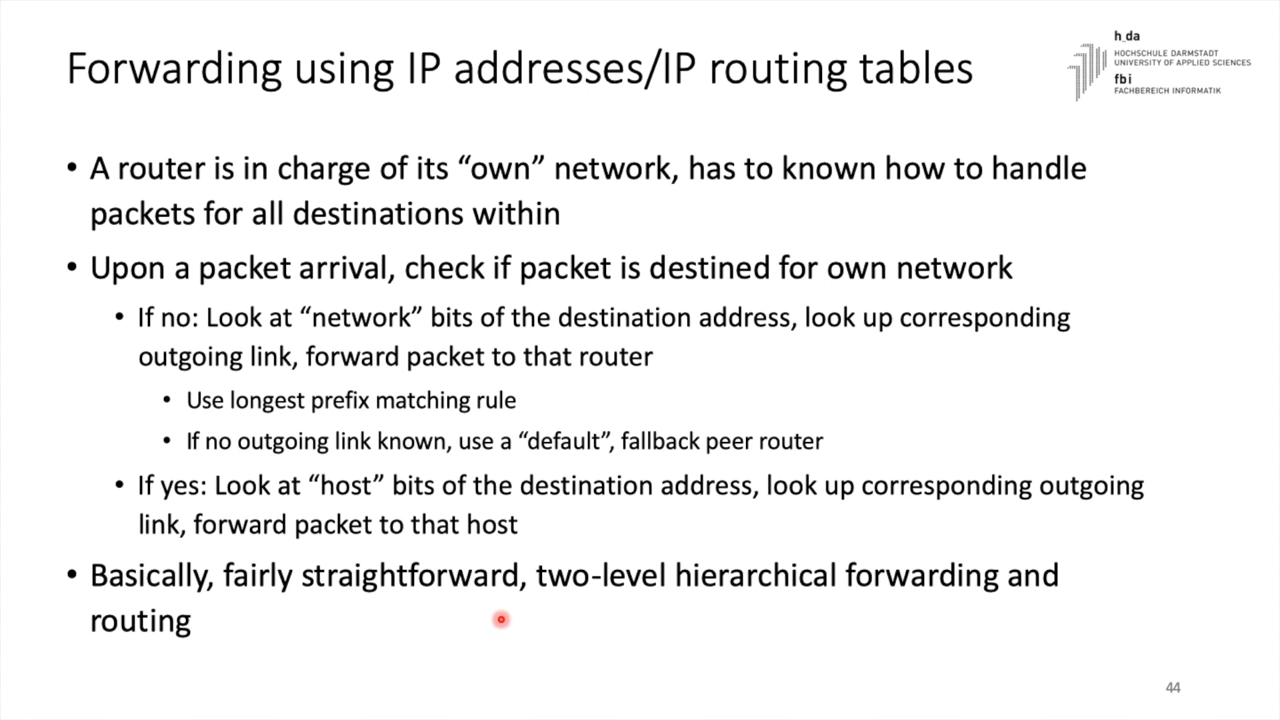 Forwarding using IP addresses/IP routing tables
h_da
HOCHSCHULE DARMSTADT
UNIVERSITY OF APPLIED SCIENCES
fbi
FACHBEREICH INFORMATIK
• A router is in charge of its “own” network, has to known how to handle
packets for all destinations within
• Upon a packet arrival, check if packet is destined for own network
• If no: Look at “network” bits of the destination address, look up corresponding
outgoing link, forward packet to that router
• Use longest prefix matching rule
• If no outgoing link known, use a “default”, fallback peer router
• If yes: Look at “host” bits of the destination address, look up corresponding outgoing
link, forward packet to that host
• Basically, fairly straightforward, two-level hierarchical forwarding and
routing
44